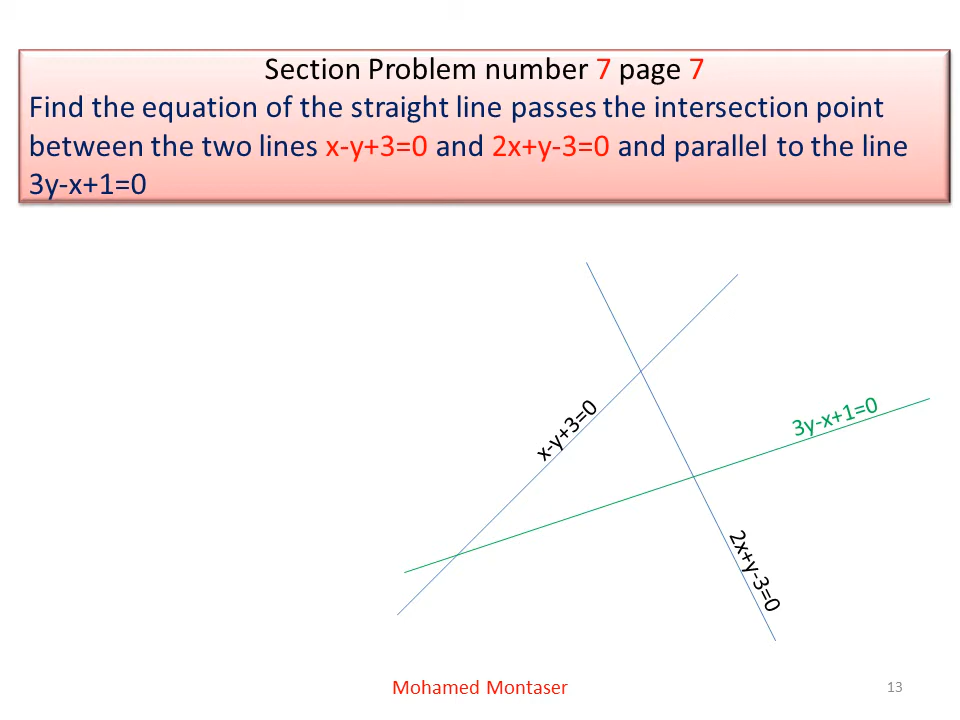 Section Problem number 7 page 7
Find the equation of the straight line passes the intersection point
between the two lines x-y+3=0 and 2x+y-3=0 and parallel to the line
3y-x+1=0
x-y+3=0
3y-x+1=0
2x+y-3=0
Mohamed Montaser
13